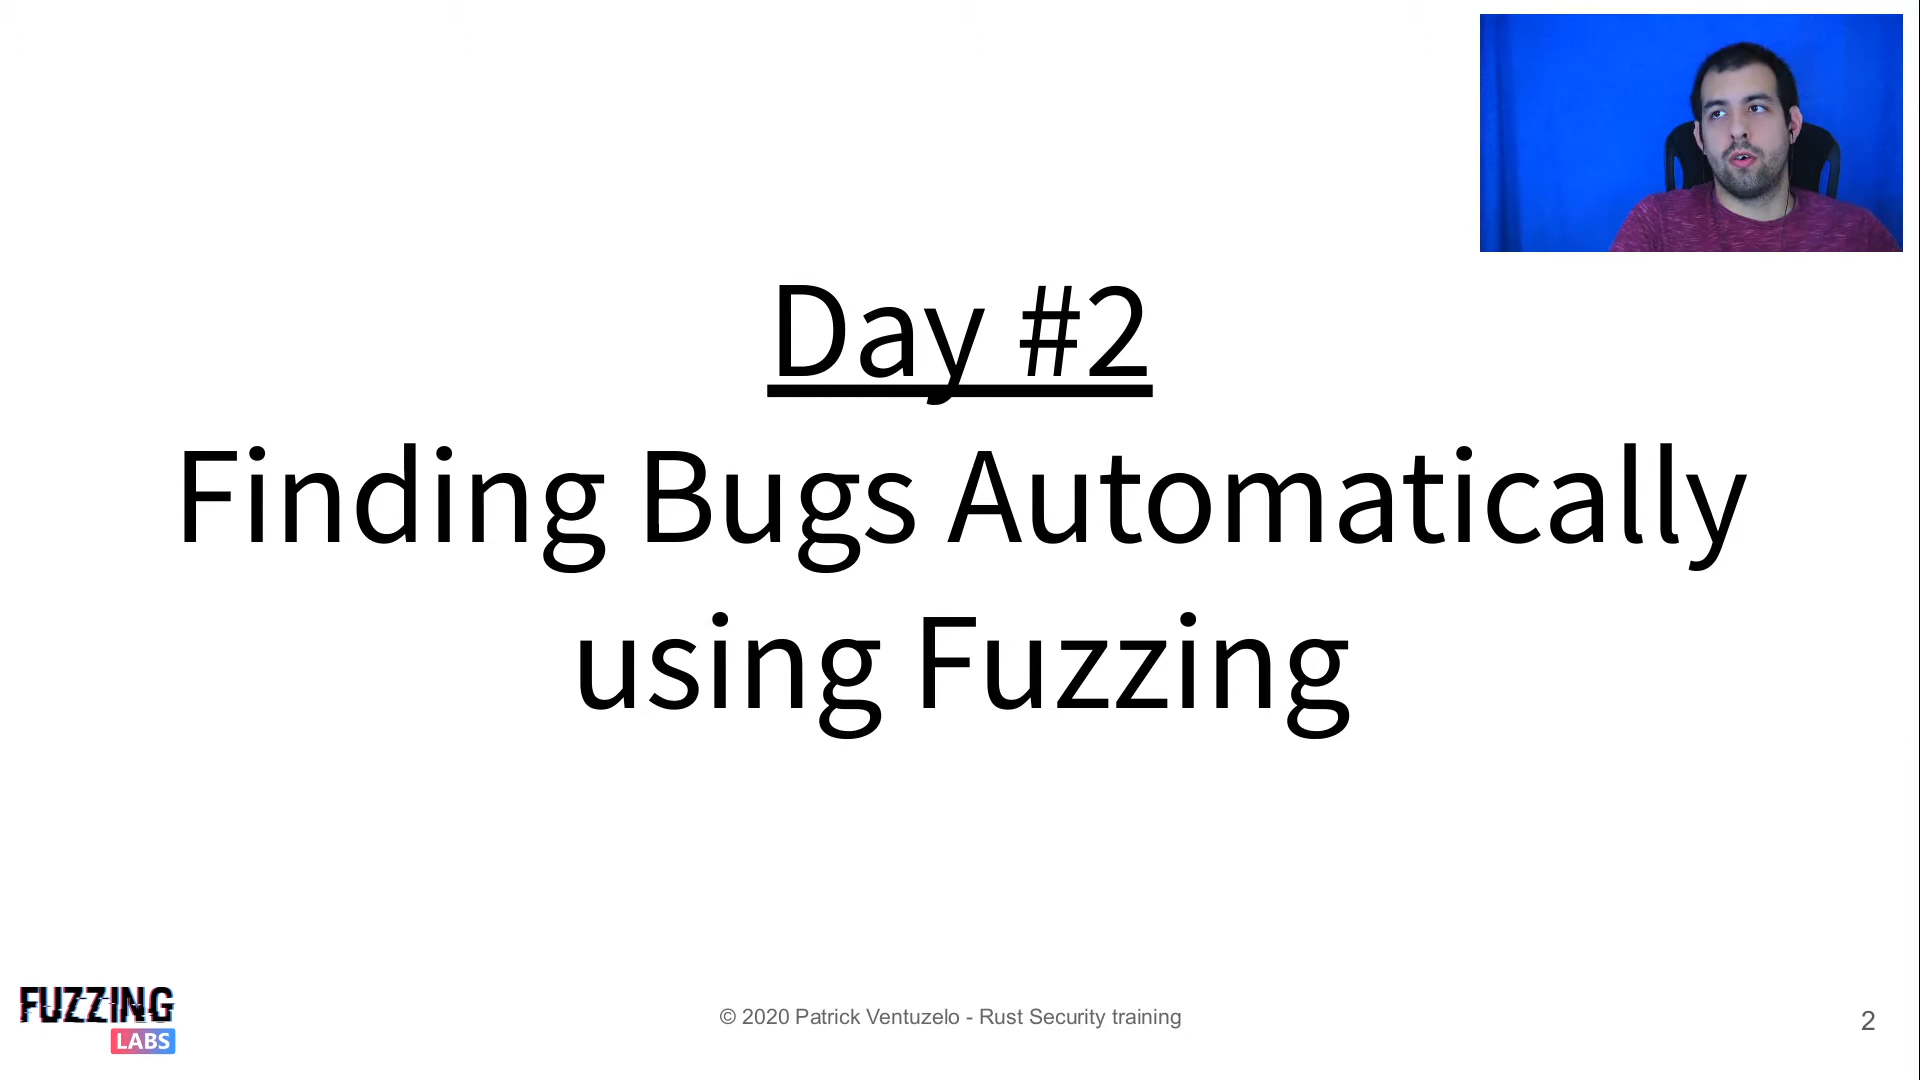 Day #2
Finding Bugs Automatically
using Fuzzing
FUZZING
LABS
© 2020 Patrick Ventuzelo - Rust Security training
2